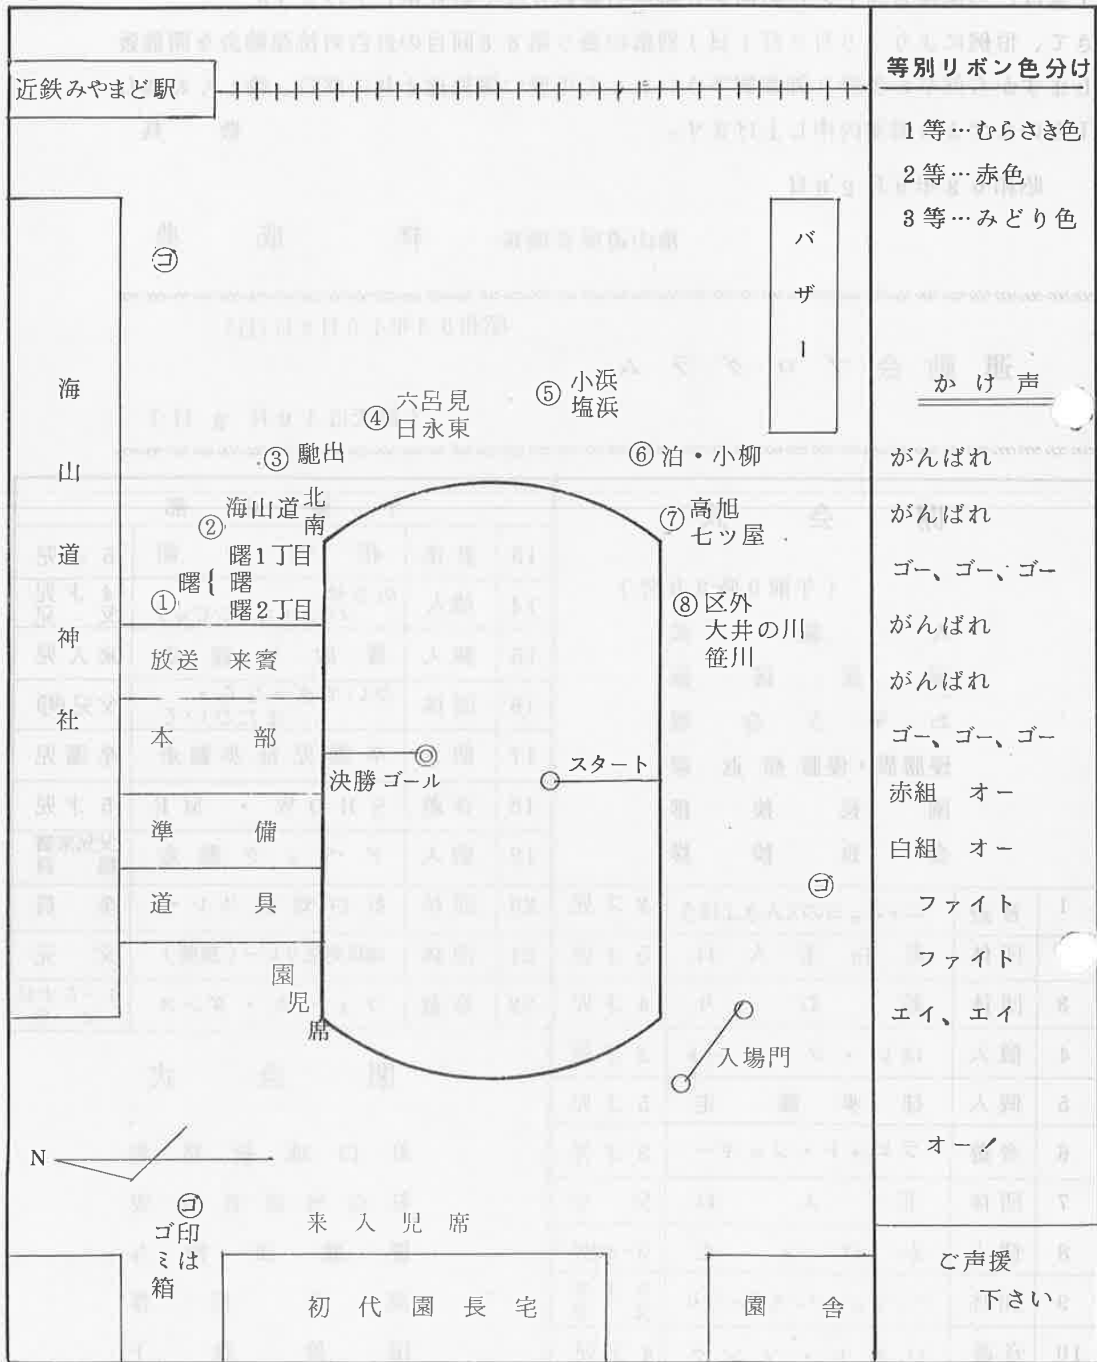 近鉄みやまど駅
等別リボン色分け
1等…むらさき色
2等…赤色
3等…みどり色
かけ声
がんばれ
がんばれ
ゴー、ゴー、ゴー
がんばれ
がんばれ
ゴー、ゴー、ゴー
赤組 オー
白組 オー
ファイト
ファイト
エイ、エイ
オー!
ご声援
下さい
海山道神社
ゴ
バザー
⑤ 小浜
塩浜
④ 六呂見
日永東
③ 馳出
⑥ 泊・小柳
② 海山道 北
南
⑦ 高旭
七ツ屋
曙1丁目
① 曙{ 曙
曙2丁目
⑧ 区外
大井の川
笹川
放送 来賓
本部
決勝ゴール
スタート
準備
道具
ゴ
園児席
入場門
N
ゴ
印は
ゴミ箱
来入児席
初代園長宅
園舎